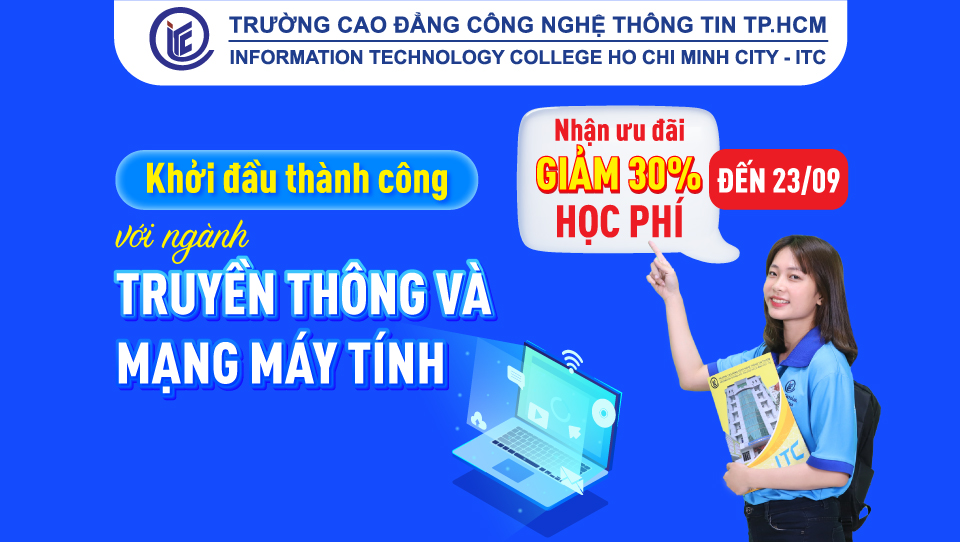 TRƯỜNG CAO ĐẲNG CÔNG NGHỆ THÔNG TIN TP.HCM
INFORMATION TECHNOLOGY COLLEGE HO CHI MINH CITY - ITC
Khởi đầu thành công
với ngành
TRUYỀN THÔNG VÀ
MẠNG MÁY TÍNH
Nhận ưu đãi
GIẢM 30%
HỌC PHÍ
ĐẾN 23/09
ITC